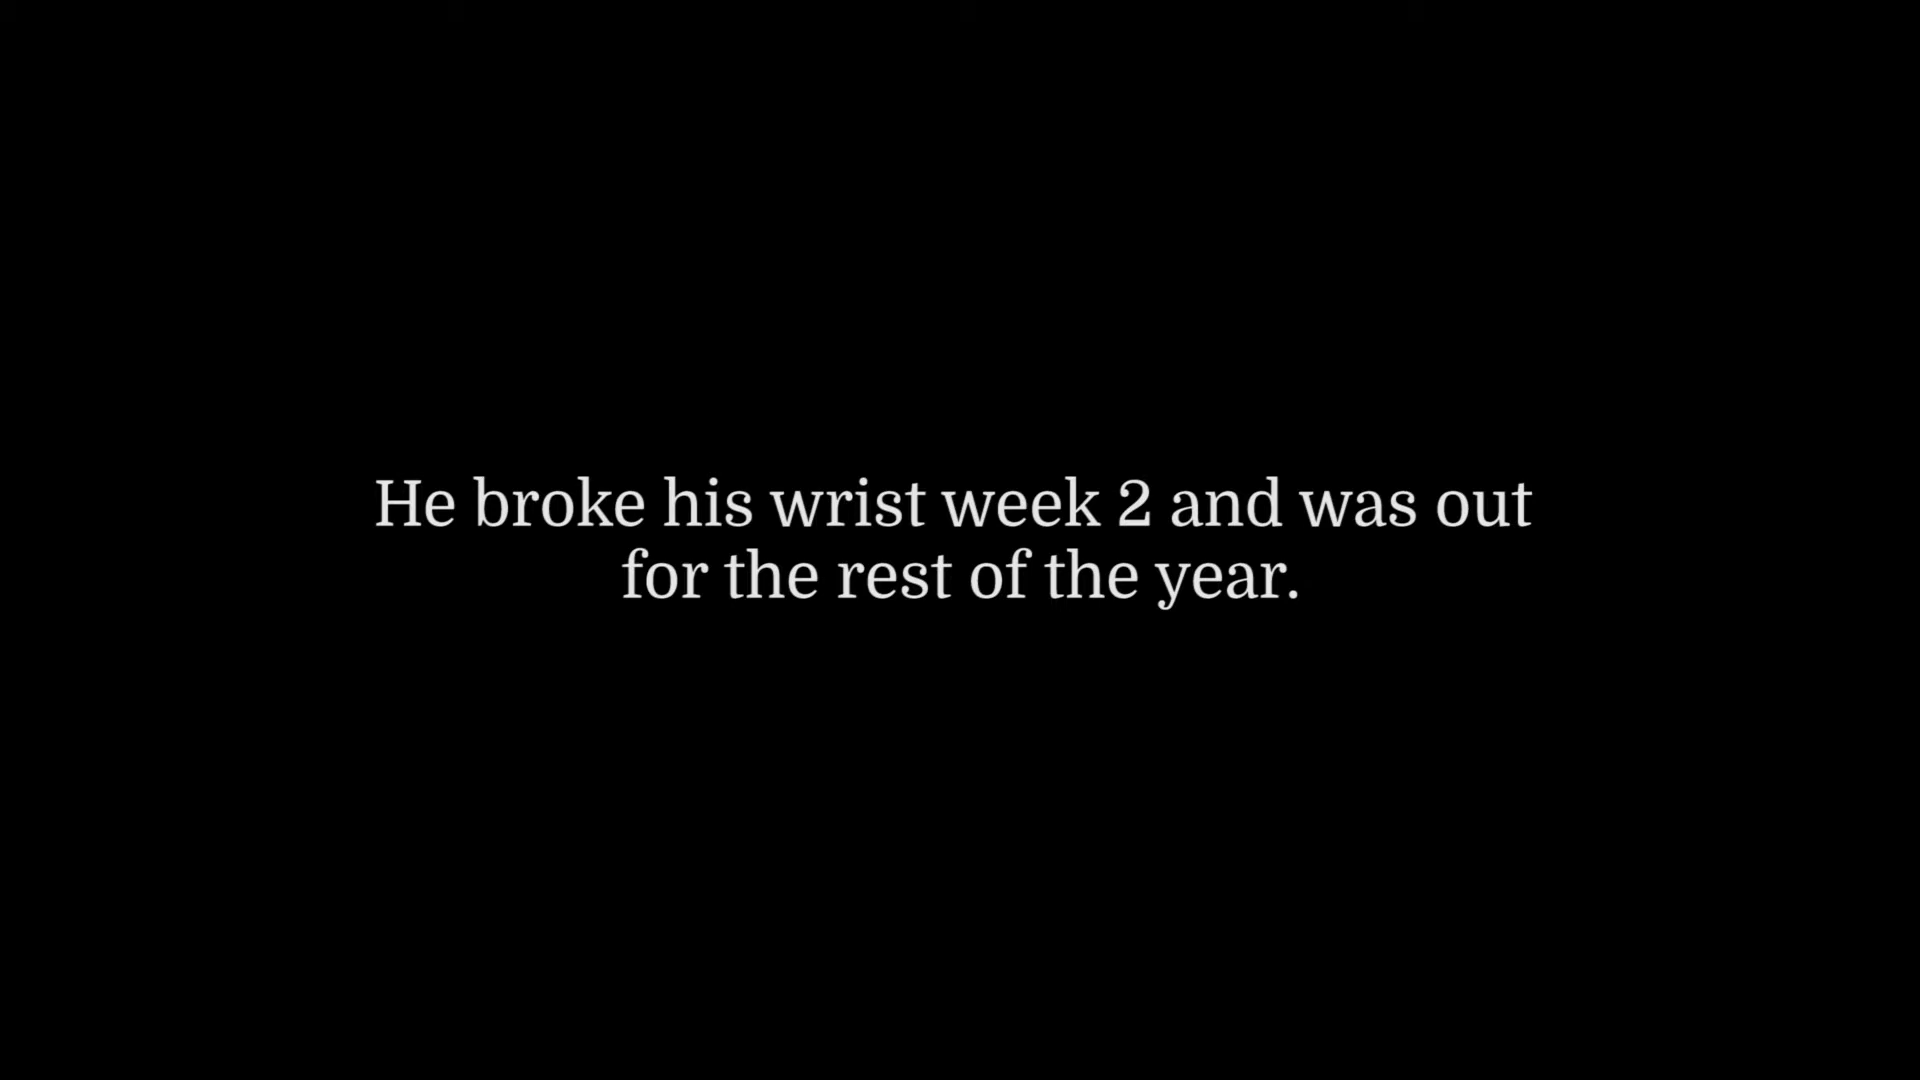 He broke his wrist week 2 and was out
for the rest of the year.